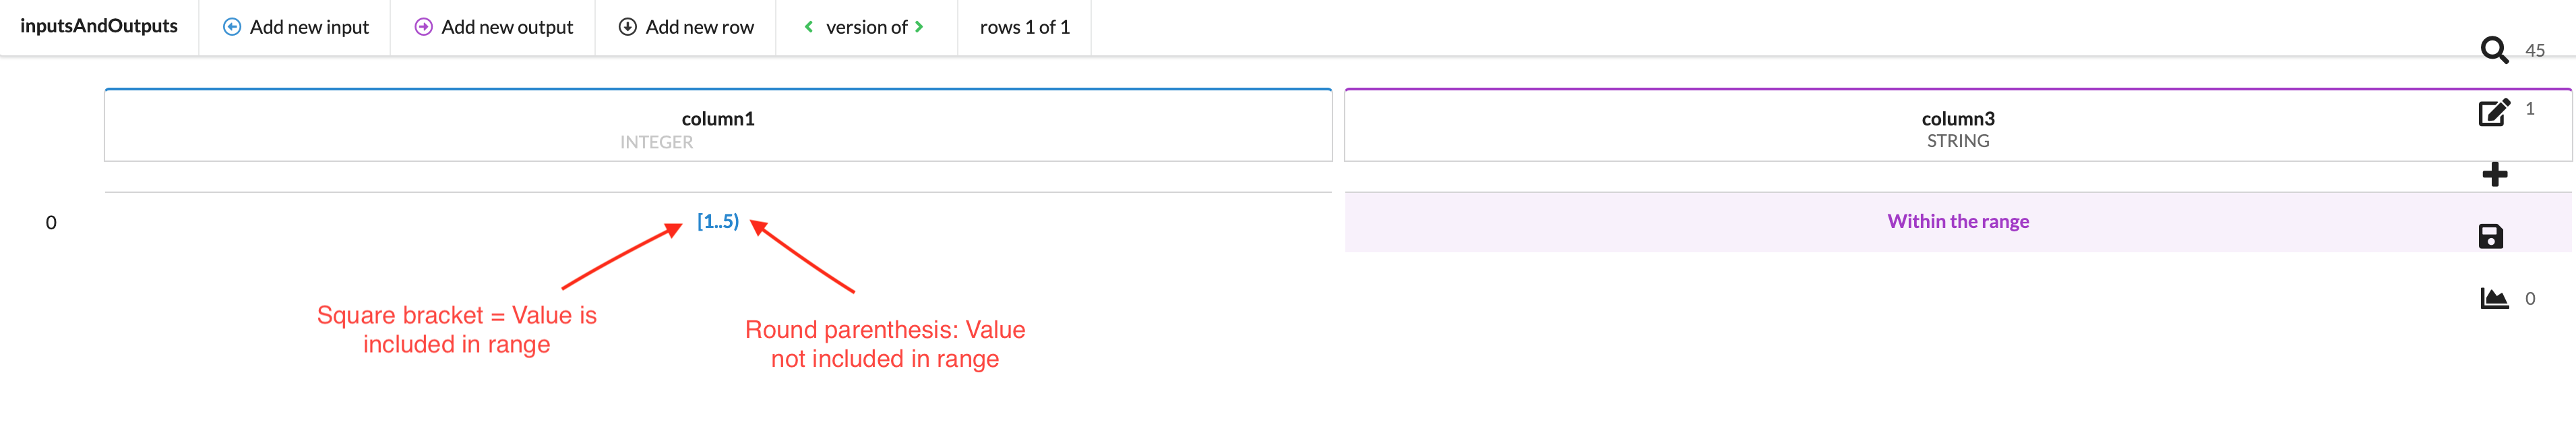 inputsAndOutputs
Add new input
Add new output
Add new row
version of
rows 1 of 1
45
column1
INTEGER
column3
STRING
1
0
[1..5)
Within the range
Square bracket = Value is
included in range
Round parenthesis: Value
not included in range
0